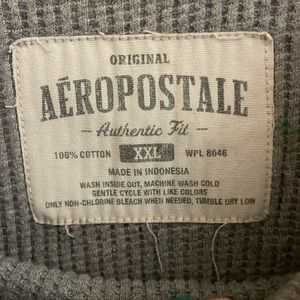 ORIGINAL
AÉROPOSTALE
Authentic Fit
100% COTTON XXL WPL 8046
MADE IN INDONESIA
WASH INSIDE OUT, MACHINE WASH COLD
GENTLE CYCLE WITH LIKE COLORS
ONLY NON-CHLORINE BLEACH WHEN NEEDED, TUMBLE DRY LOW